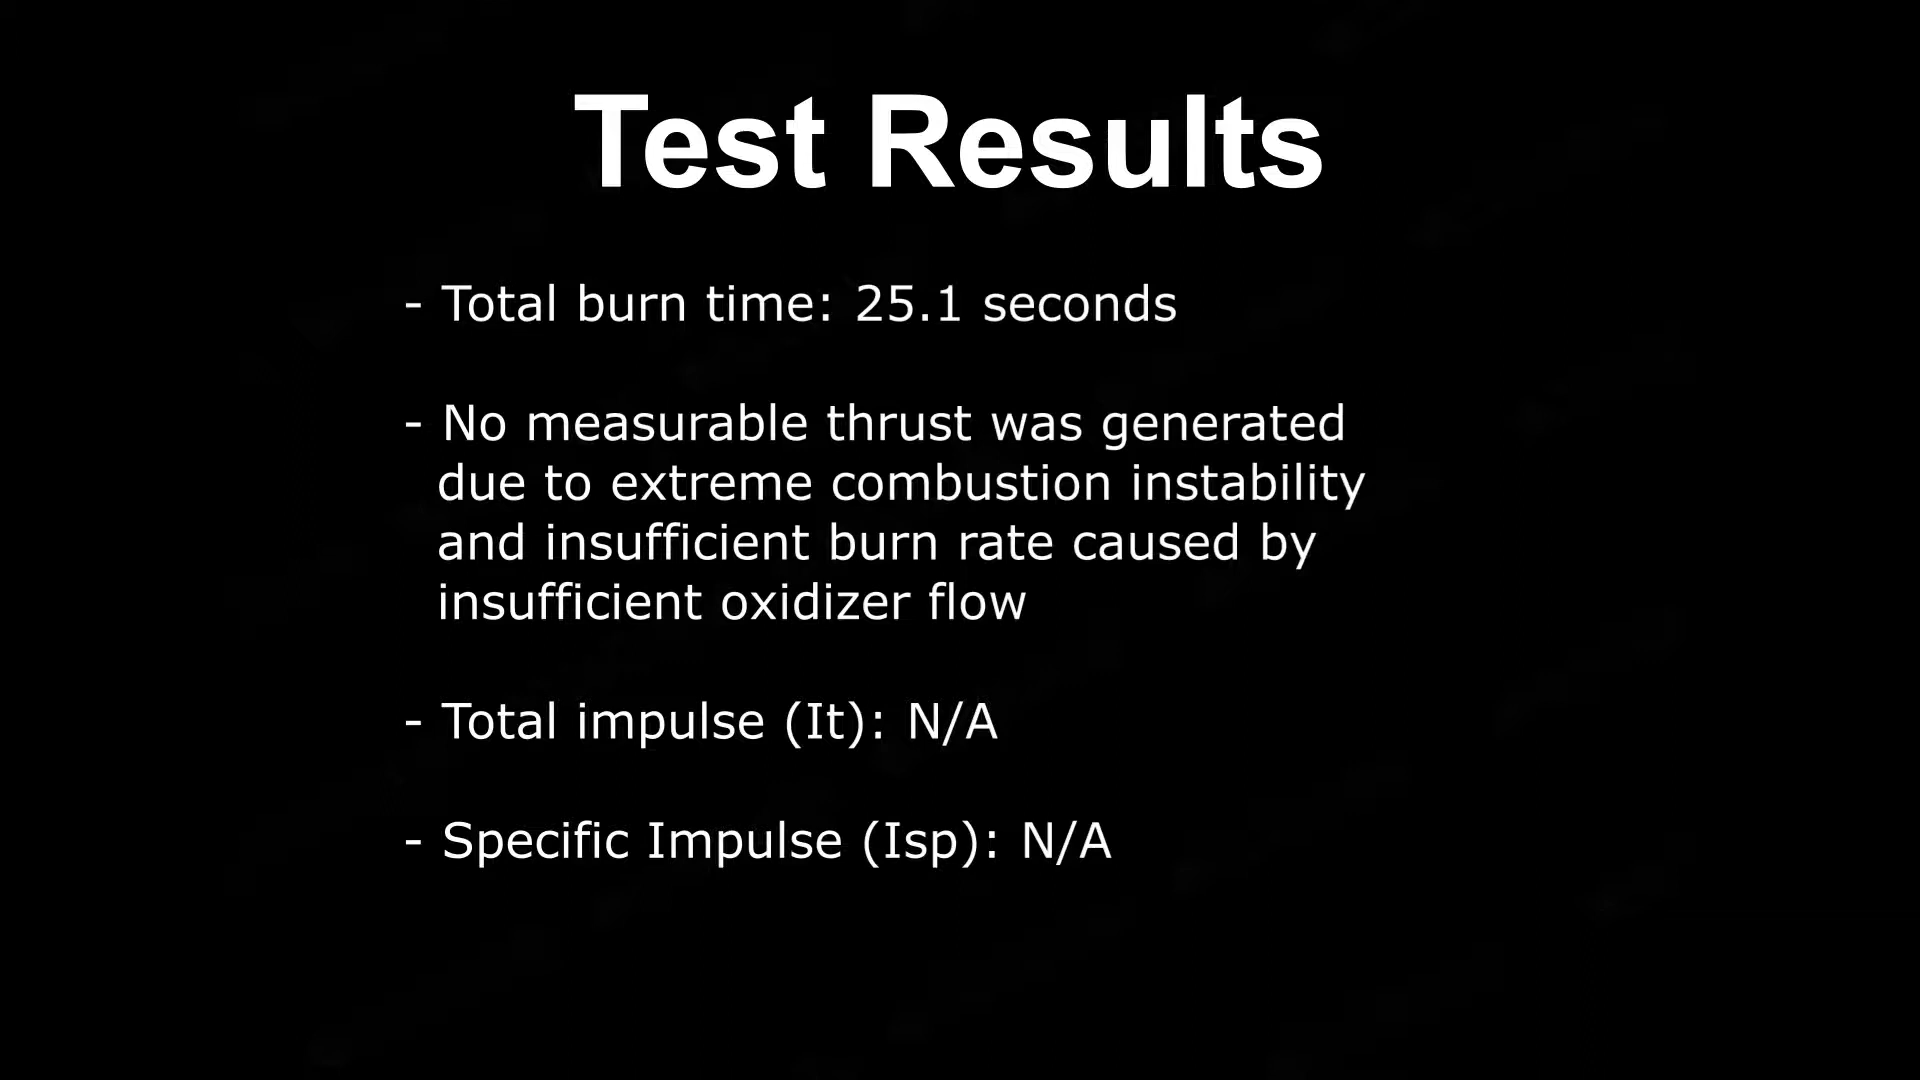 Test Results
- Total burn time: 25.1 seconds
- No measurable thrust was generated
due to extreme combustion instability
and insufficient burn rate caused by
insufficient oxidizer flow
- Total impulse (It): N/A
- Specific Impulse (Isp): N/A